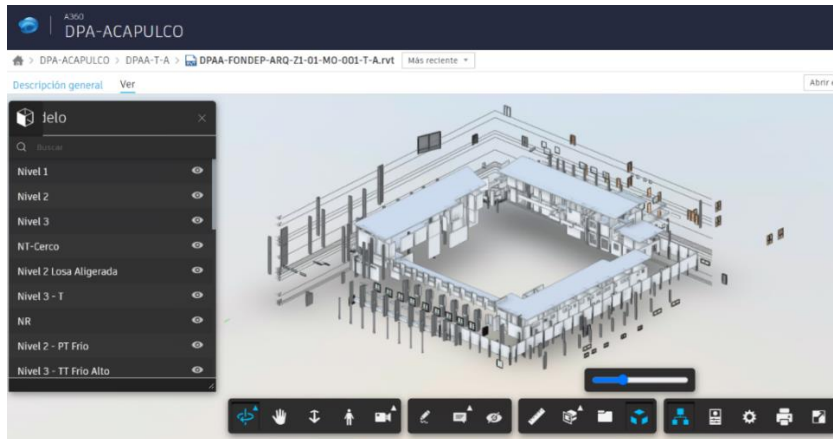 A360
DPA-ACAPULCO
DPA-ACAPULCO > DPAA-T-A > DPAA-FONDEP-ARQ-Z1-01-MO-001-T-A.rvt Más reciente
Descripción general Ver
Abrir
delo
Buscar
Nivel 1
Nivel 2
Nivel 3
NT-Cerco
Nivel 2 Losa Aligerada
Nivel 3 - T
NR
Nivel 2 - PT Frio
Nivel 3 - TT Frio Alto